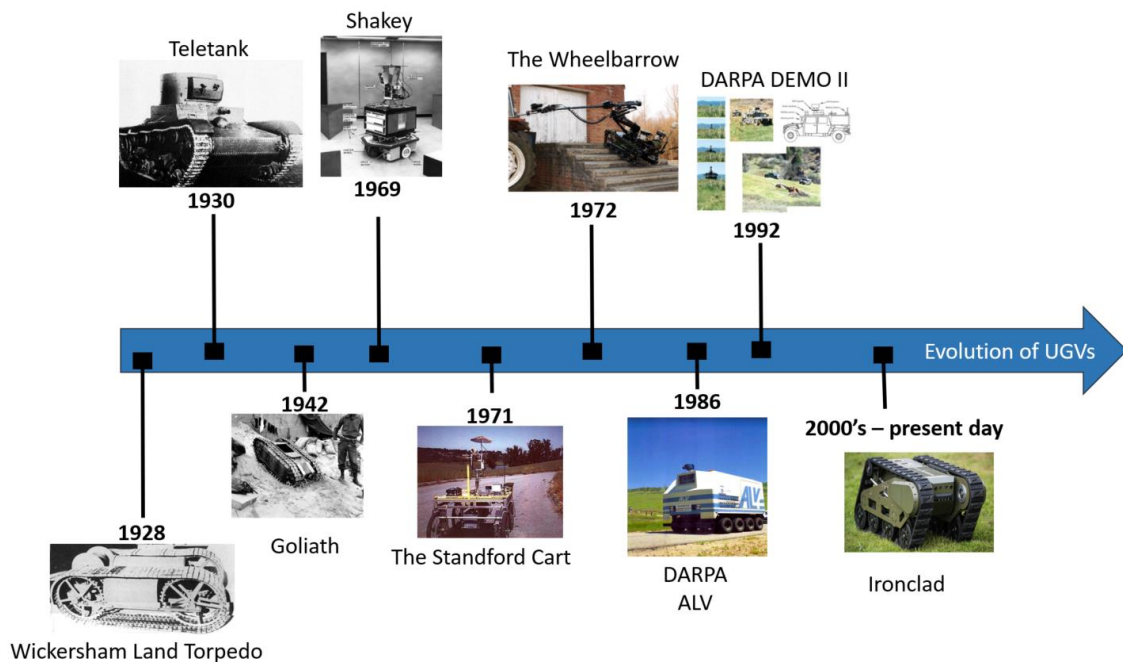 Shakey
Teletank
The Wheelbarrow
DARPA DEMO II
1930
1969
1972
1992
Evolution of UGVs
1942
1971
1986
2000's – present day
ALV
1928
Goliath
The Standford Cart
DARPA
ALV
Ironclad
Wickersham Land Torpedo